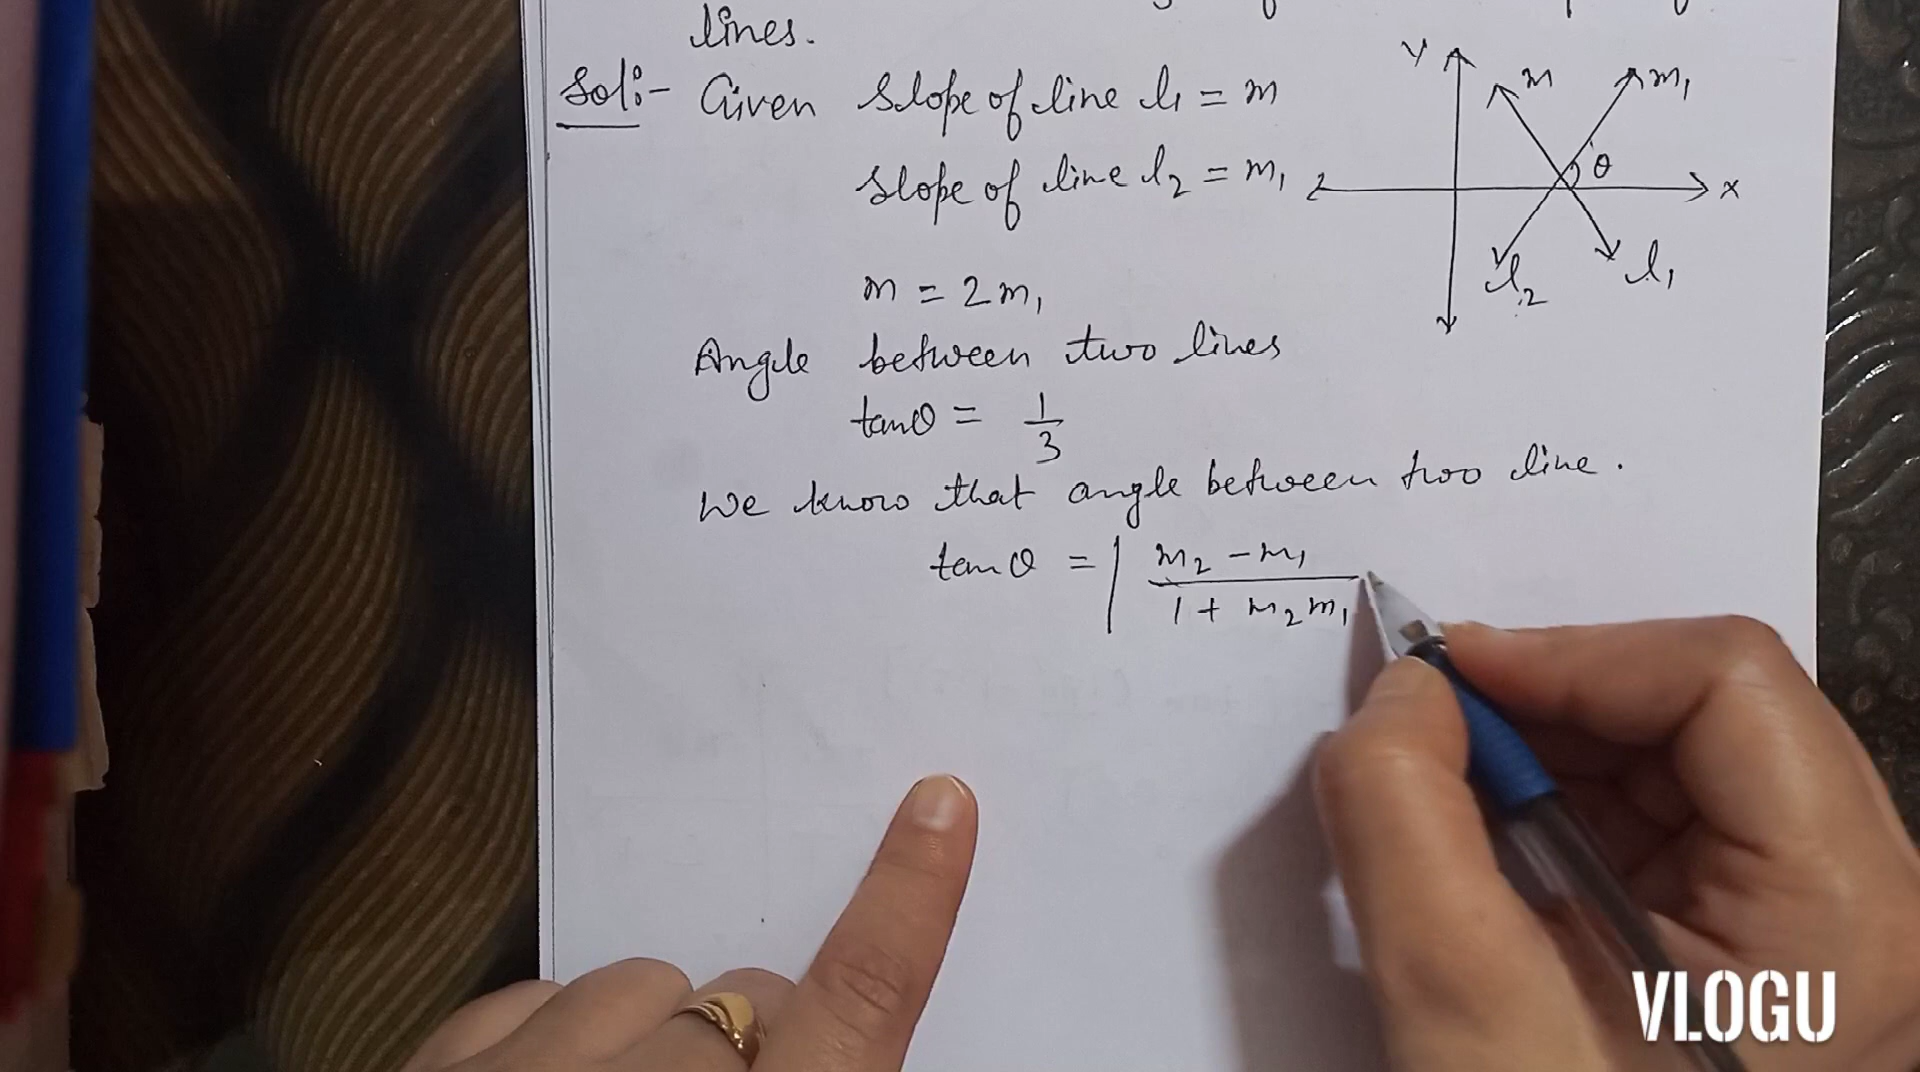 lines.
Sol:- Given Slope of line l₁ = m
Slope of line l₂ = m₁
m = 2m₁
Angle between two lines
tanθ = 1/3
We know that angle between two line.
tanθ = | m₂ - m₁ / 1 + m₂m₁
Y
m
m₁
θ
X
l₂
l₁
VLOGU